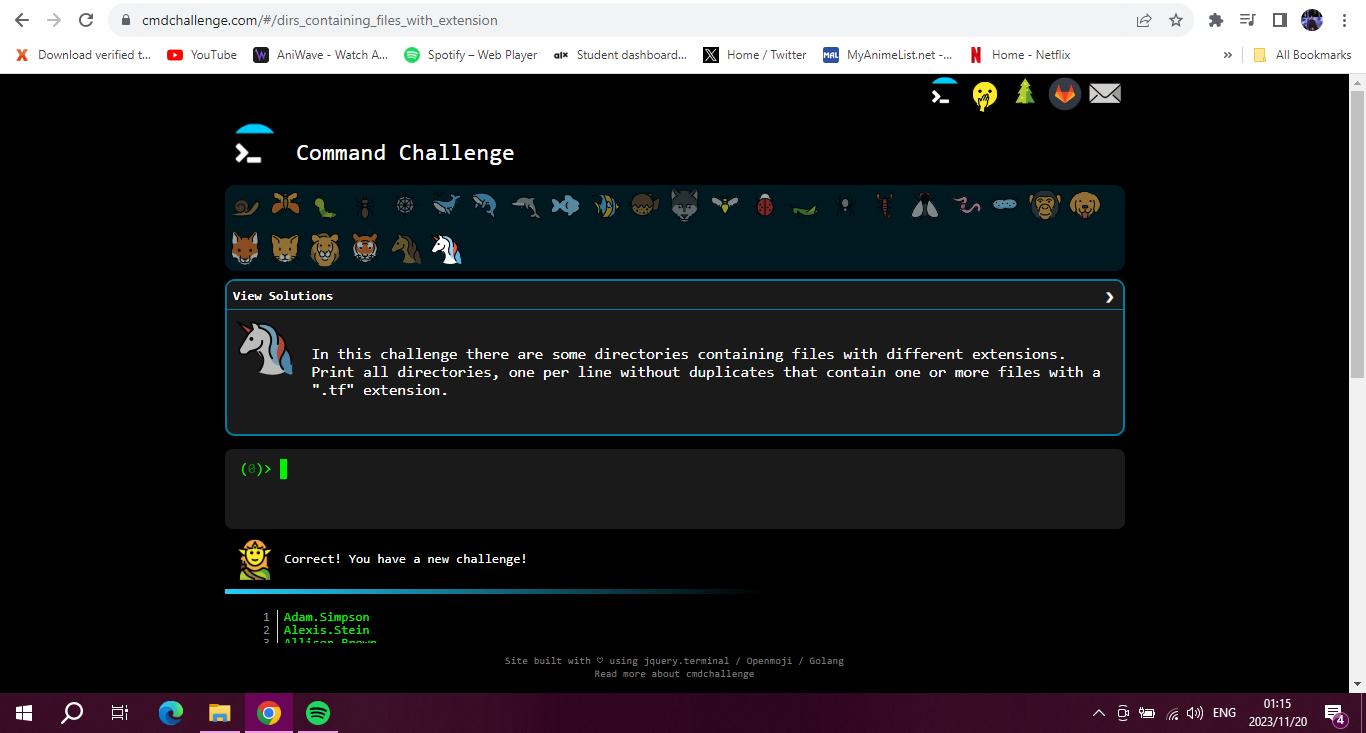 cmdchallenge.com/#/dirs_containing_files_with_extension
Download verified t...
YouTube
AniWave - Watch A...
Spotify – Web Player
alx
Student dashboard...
Home / Twitter
MAL
MyAnimeList.net -...
Home - Netflix
»
All Bookmarks
Command Challenge
View Solutions
In this challenge there are some directories containing files with different extensions.
Print all directories, one per line without duplicates that contain one or more files with a
".tf" extension.
(0)>
Correct! You have a new challenge!
1 Adam.Simpson
2 Alexis.Stein
3 Allison.Brown
Site built with ♡ using jquery.terminal / Openmoji / Golang
Read more about cmdchallenge
ENG
01:15
2023/11/20
4